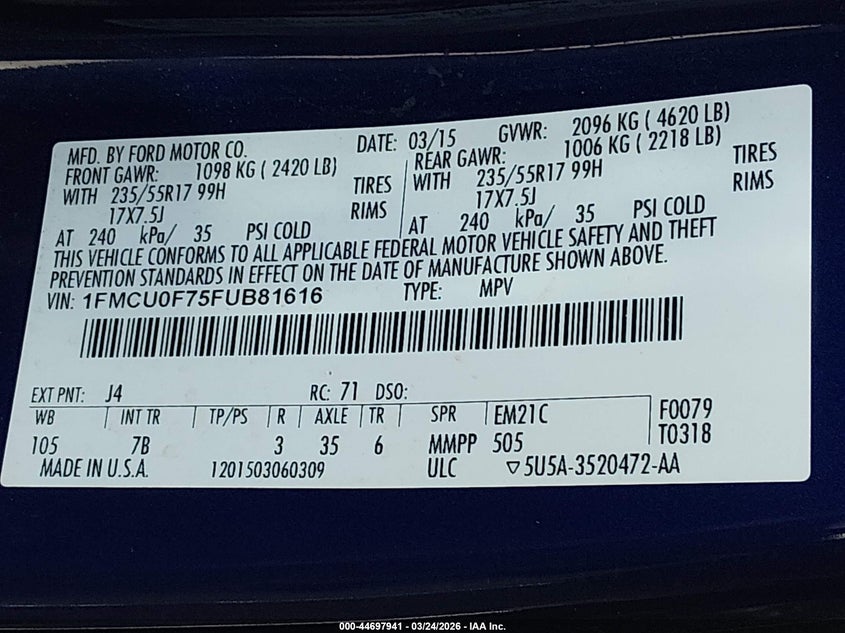 MFD. BY FORD MOTOR CO. DATE: 03/15 GVWR: 2096 KG ( 4620 LB)
FRONT GAWR: 1098 KG ( 2420 LB) REAR GAWR: 1006 KG ( 2218 LB)
WITH 235/55R17 99H TIRES WITH 235/55R17 99H TIRES
17X7.5J RIMS 17X7.5J RIMS
AT 240 kPa/ 35 PSI COLD AT 240 kPa/ 35 PSI COLD
THIS VEHICLE CONFORMS TO ALL APPLICABLE FEDERAL MOTOR VEHICLE SAFETY AND THEFT
PREVENTION STANDARDS IN EFFECT ON THE DATE OF MANUFACTURE SHOWN ABOVE.
VIN: 1FMCU0F75FUB81616 TYPE: MPV
EXT PNT: J4 RC: 71 DSO:
WB INT TR TP/PS R AXLE TR SPR EM21C F0079
105 7B 3 35 6 MMPP 505 T0318
MADE IN U.S.A. 1201503060309 ULC ▽5U5A-3520472-AA
000-44697941 - 03/24/2026 - IAA Inc.